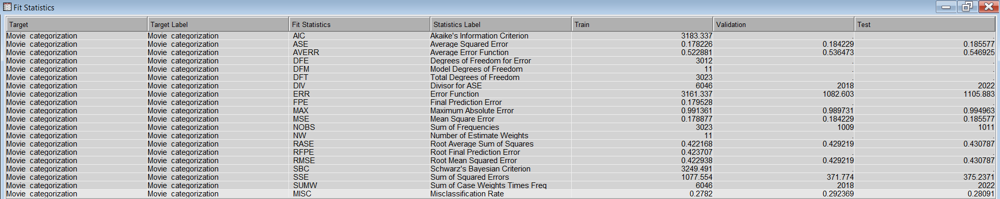 Fit Statistics
Target Target Label Fit Statistics Statistics Label Train Validation Test
Movie categorization Movie categorization AIC Akaike's Information Criterion 3183.337 . .
Movie categorization Movie categorization ASE Average Squared Error 0.178226 0.184229 0.185577
Movie categorization Movie categorization AVERR Average Error Function 0.522881 0.536473 0.546925
Movie categorization Movie categorization DFE Degrees of Freedom for Error 3012 . .
Movie categorization Movie categorization DFM Model Degrees of Freedom 11 . .
Movie categorization Movie categorization DFT Total Degrees of Freedom 3023 . .
Movie categorization Movie categorization DIV Divisor for ASE 6046 2018 2022
Movie categorization Movie categorization ERR Error Function 3161.337 1082.603 1105.883
Movie categorization Movie categorization FPE Final Prediction Error 0.179528 . .
Movie categorization Movie categorization MAX Maximum Absolute Error 0.991361 0.989731 0.994963
Movie categorization Movie categorization MSE Mean Square Error 0.178877 0.184229 0.185577
Movie categorization Movie categorization NOBS Sum of Frequencies 3023 1009 1011
Movie categorization Movie categorization NW Number of Estimate Weights 11 . .
Movie categorization Movie categorization RASE Root Average Sum of Squares 0.422168 0.429219 0.430787
Movie categorization Movie categorization RFPE Root Final Prediction Error 0.423707 . .
Movie categorization Movie categorization RMSE Root Mean Squared Error 0.422938 0.429219 0.430787
Movie categorization Movie categorization SBC Schwarz's Bayesian Criterion 3249.491 . .
Movie categorization Movie categorization SSE Sum of Squared Errors 1077.554 371.774 375.2371
Movie categorization Movie categorization SUMW Sum of Case Weights Times Freq 6046 2018 2022
Movie categorization Movie categorization MISC Misclassification Rate 0.2782 0.292369 0.28091